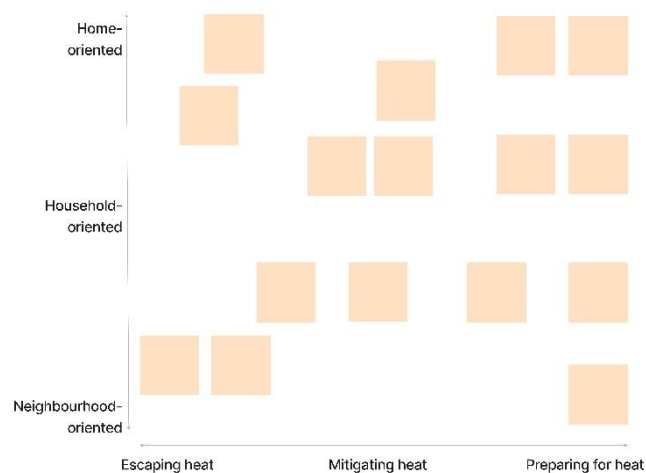 Home-
oriented
Household-
oriented
Neighbourhood-
oriented
Escaping heat
Mitigating heat
Preparing for heat